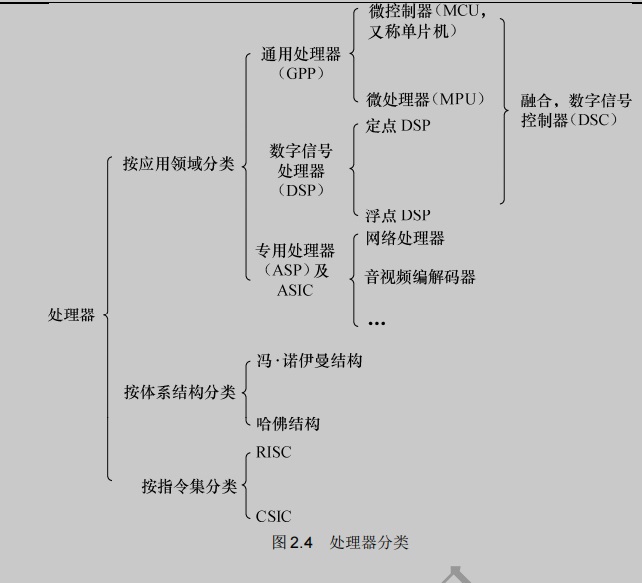 微控制器(MCU,
又称单片机)
通用处理器
(GPP)
微处理器(MPU)
融合,数字信号
控制器(DSC)
定点 DSP
数字信号
处理器
(DSP)
按应用领域分类
浮点 DSP
网络处理器
专用处理器
(ASP)及
ASIC
音视频编解码器
…
处理器
冯·诺伊曼结构
按体系结构分类
哈佛结构
RISC
按指令集分类
CSIC
图2.4 处理器分类